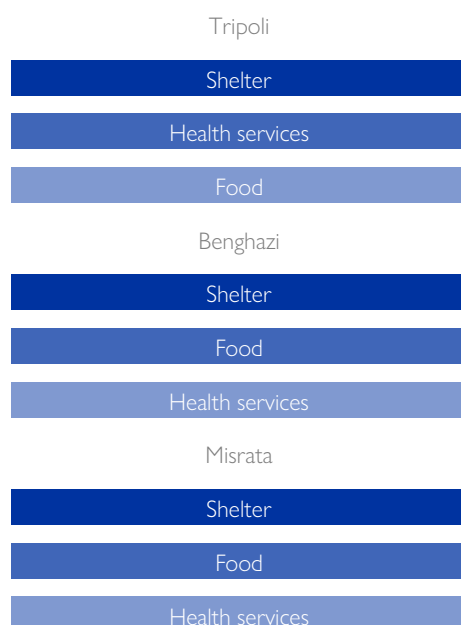 Tripoli
Shelter
Health services
Food
Benghazi
Shelter
Food
Health services
Misrata
Shelter
Food
Health services